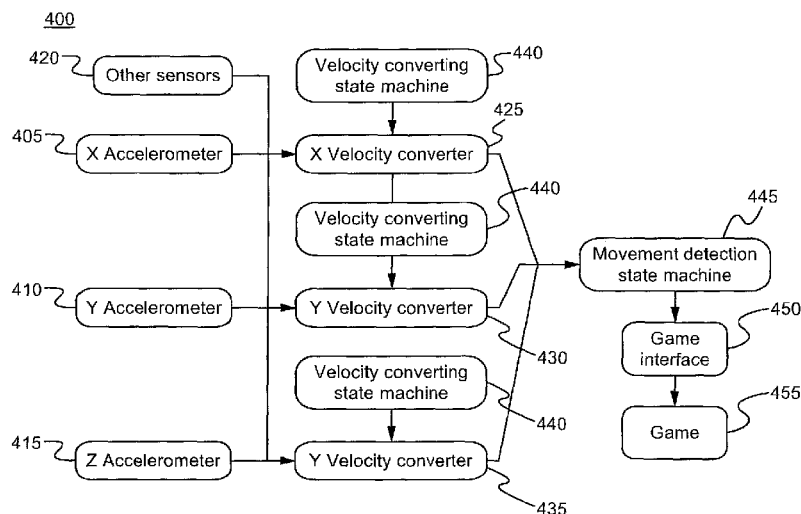 400
420
Other sensors
Velocity converting
state machine
440
405
X Accelerometer
X Velocity converter
425
Velocity converting
state machine
440
445
Movement detection
state machine
410
Y Accelerometer
Y Velocity converter
430
Game
interface
450
Velocity converting
state machine
440
Game
455
415
Z Accelerometer
Y Velocity converter
435